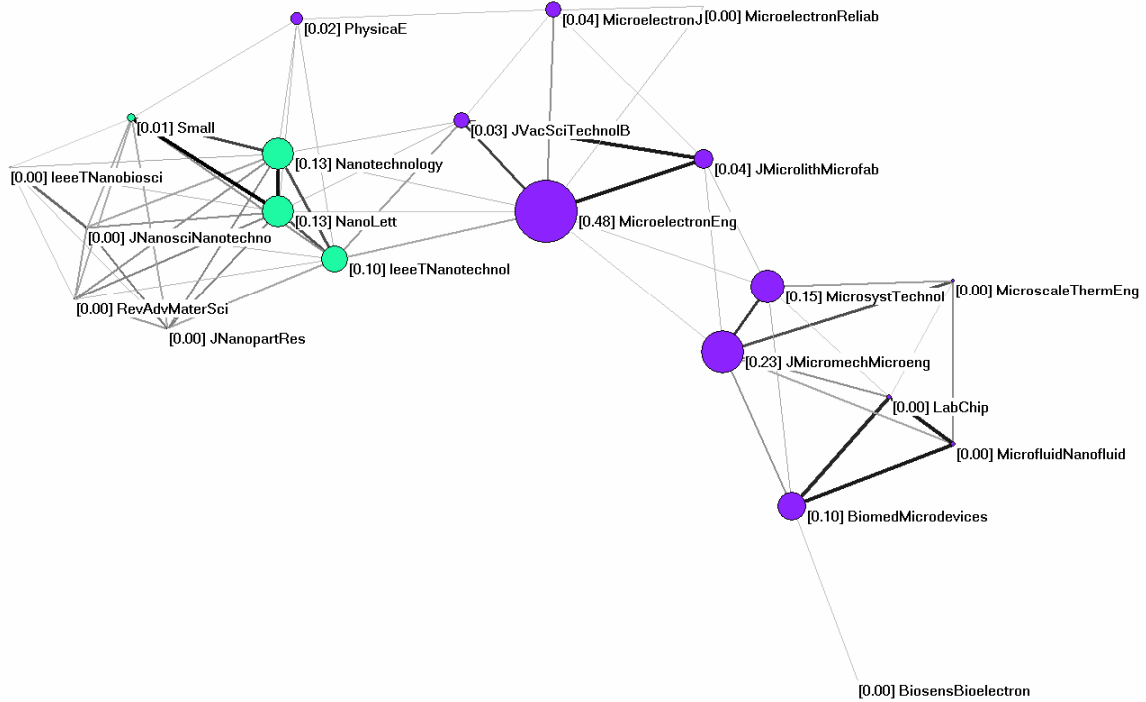 [0.04] MicroelectronJ
[0.00] MicroelectronReliab
[0.02] PhysicaE
[0.01] Small
[0.03] JVacSciTechnolB
[0.13] Nanotechnology
[0.04] JMicrolithMicrofab
[0.00] IeeeTNanobiosci
[0.13] NanoLett
[0.48] MicroelectronEng
[0.00] JNanosciNanotechno
[0.10] IeeeTNanotechnol
[0.00] MicroscaleThermEng
[0.15] MicrosystTechnol
[0.00] RevAdvMaterSci
[0.00] JNanopartRes
[0.23] JMicromechMicroeng
[0.00] LabChip
[0.00] MicrofluidNanofluid
[0.10] BiomedMicrodevices
[0.00] BiosensBioelectron